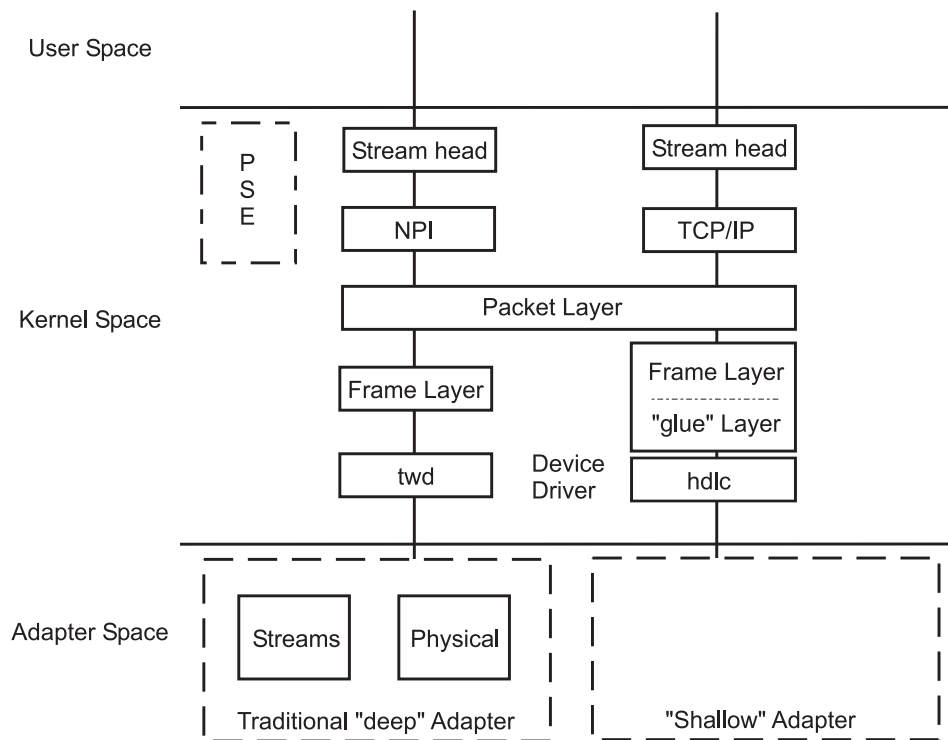 User Space
P
S
E
Stream head
Stream head
NPI
TCP/IP
Packet Layer
Kernel Space
Frame Layer
Frame Layer
"glue" Layer
twd
Device
Driver
hdlc
Adapter Space
Streams
Physical
Traditional "deep" Adapter
"Shallow" Adapter